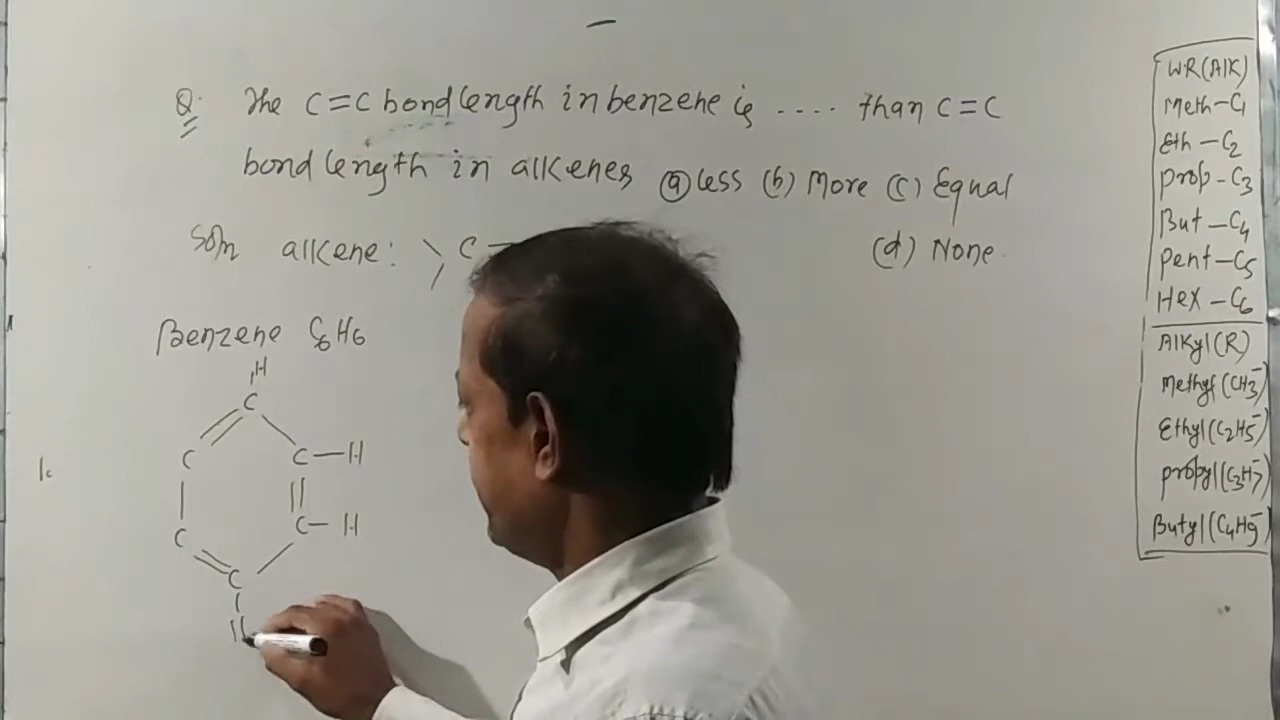 Q. The C=C bond length in benzene is .... than C=C
bond length in alkenes (a) Less (b) More (c) Equal
(d) None.
Soln alkene: C
Benzene C6H6
H
C
C C—H
C C—H
C
WR(Alk)
Meth—C1
Eth—C2
Prop—C3
But—C4
Pent—C5
Hex—C6
Alkyl(R)
Methyl(CH3-)
Ethyl(C2H5-)
propyl(C3H7-)
Butyl(C4H9-)